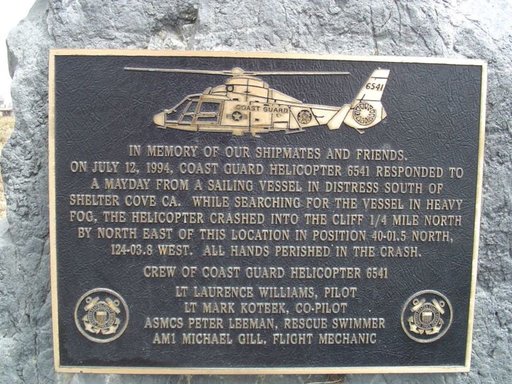 6541
COAST GUARD
IN MEMORY OF OUR SHIPMATES AND FRIENDS.
ON JULY 12, 1994, COAST GUARD HELICOPTER 6541 RESPONDED TO
A MAYDAY FROM A SAILING VESSEL IN DISTRESS SOUTH OF
SHELTER COVE CA. WHILE SEARCHING FOR THE VESSEL IN HEAVY
FOG, THE HELICOPTER CRASHED INTO THE CLIFF 1/4 MILE NORTH
BY NORTH EAST OF THIS LOCATION IN POSITION 40-01.5 NORTH,
124-03.8 WEST. ALL HANDS PERISHED IN THE CRASH.
CREW OF COAST GUARD HELICOPTER 6541
LT LAURENCE WILLIAMS, PILOT
LT MARK KOTEEK, CO-PILOT
ASMCS PETER LEEMAN, RESCUE SWIMMER
AM1 MICHAEL GILL, FLIGHT MECHANIC